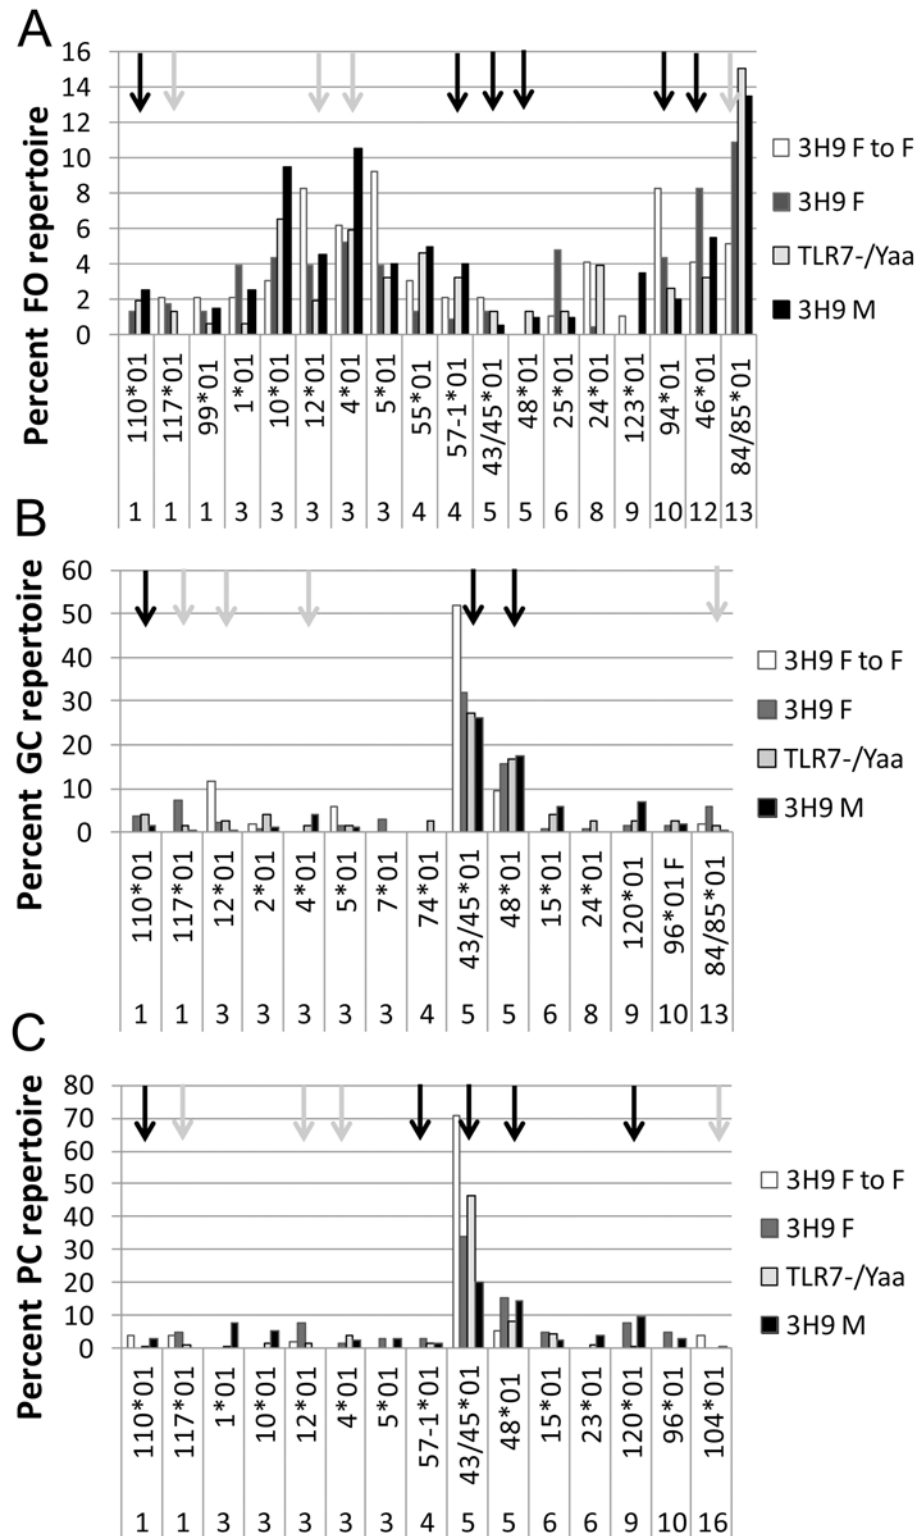 A
Percent FO repertoire
16
14
12
10
8
6
4
2
0
110*01 117*01 99*01 1*01 10*01 12*01 4*01 5*01 55*01 57-1*01 43/45*01 48*01 25*01 24*01 123*01 94*01 46*01 84/85*01
1 1 1 3 3 3 3 3 4 4 5 5 6 8 9 10 12 13
3H9 F to F
3H9 F
TLR7-/Yaa
3H9 M
B
Percent GC repertoire
60
50
40
30
20
10
0
110*01 117*01 12*01 2*01 4*01 5*01 7*01 74*01 43/45*01 48*01 15*01 24*01 120*01 96*01 F 84/85*01
1 1 3 3 3 3 3 4 5 5 6 8 9 10 13
3H9 F to F
3H9 F
TLR7-/Yaa
3H9 M
C
Percent PC repertoire
80
70
60
50
40
30
20
10
0
110*01 117*01 1*01 10*01 12*01 4*01 5*01 57-1*01 43/45*01 48*01 15*01 23*01 120*01 96*01 104*01
1 1 3 3 3 3 3 4 5 5 6 6 9 10 16
3H9 F to F
3H9 F
TLR7-/Yaa
3H9 M